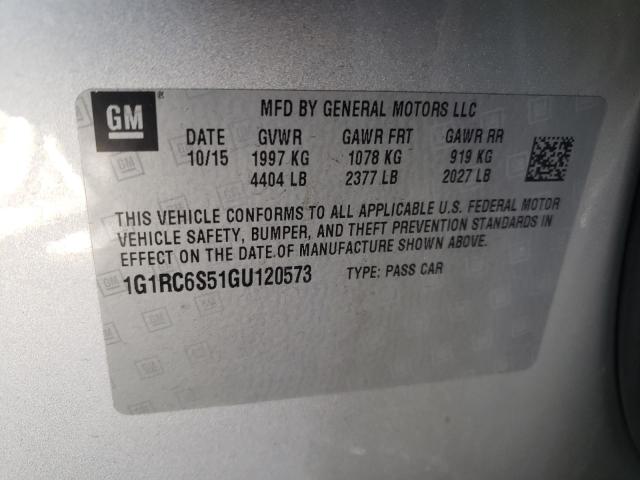 GM ®
MFD BY GENERAL MOTORS LLC
DATE GVWR GAWR FRT GAWR RR
10/15 1997 KG 1078 KG 919 KG
4404 LB 2377 LB 2027 LB
THIS VEHICLE CONFORMS TO ALL APPLICABLE U.S. FEDERAL MOTOR
VEHICLE SAFETY, BUMPER, AND THEFT PREVENTION STANDARDS IN
EFFECT ON THE DATE OF MANUFACTURE SHOWN ABOVE.
1G1RC6S51GU120573 TYPE: PASS CAR